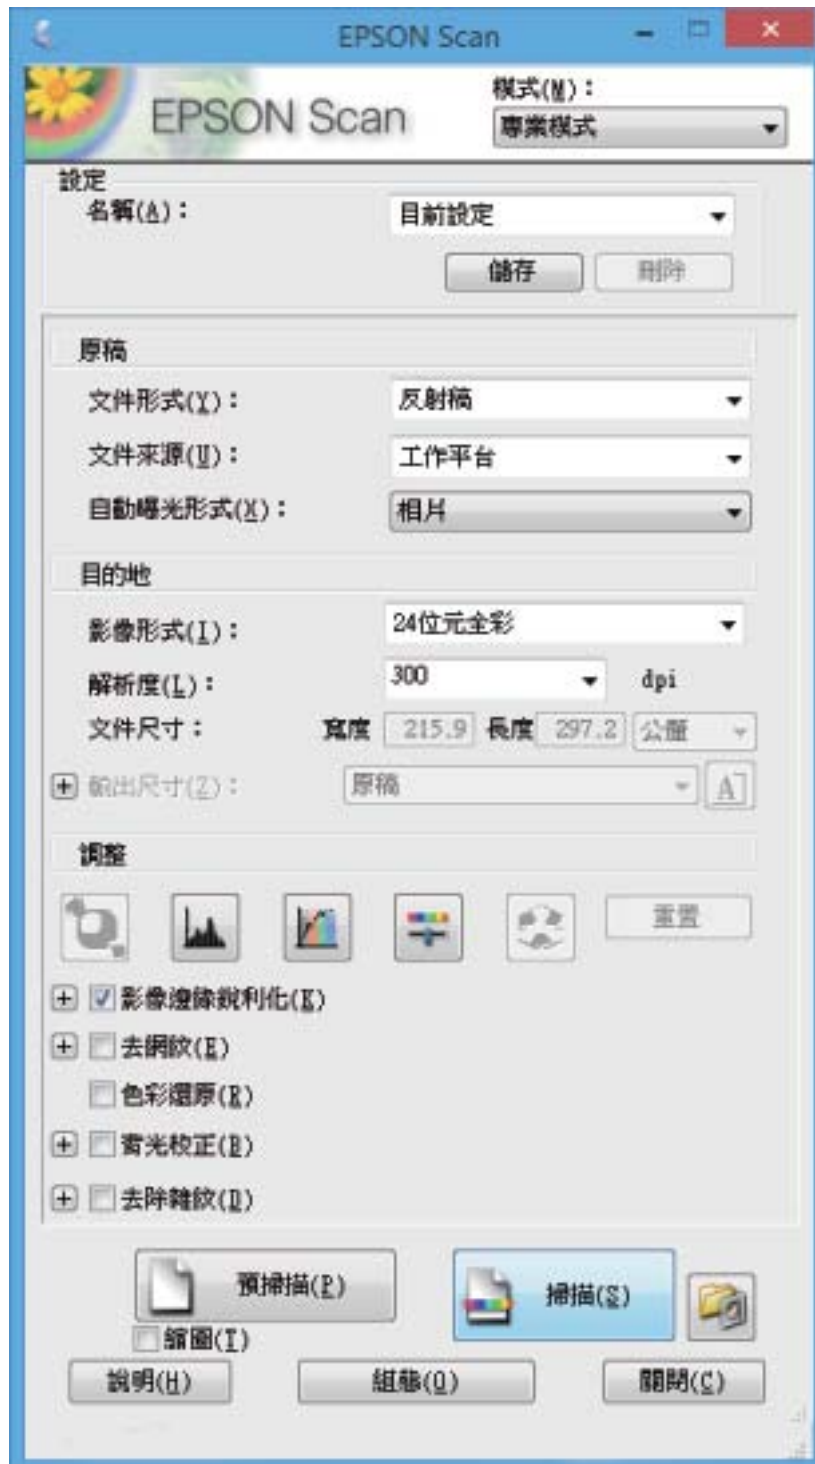 EPSON Scan
EPSON Scan
模式(M)：
專業模式
設定
名稱(A)：
目前設定
儲存
刪除
原稿
文件形式(Y)：
反射稿
文件來源(U)：
工作平台
自動曝光形式(X)：
相片
目的地
影像形式(I)：
24位元全彩
解析度(L)：
300
dpi
文件尺寸：
寬度 215.9 長度 297.2 公釐
輸出尺寸(Z)：
原稿
A
調整
重置
影像邊緣銳利化(K)
去網紋(E)
色彩還原(R)
背光校正(B)
去除雜紋(D)
預掃描(P)
掃描(S)
縮圖(T)
說明(H)
組態(O)
關閉(C)